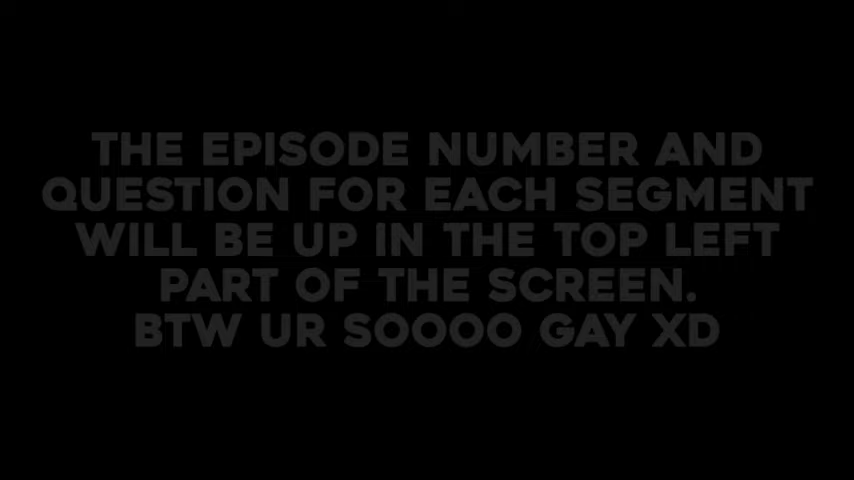 THE EPISODE NUMBER AND
QUESTION FOR EACH SEGMENT
WILL BE UP IN THE TOP LEFT
PART OF THE SCREEN.
BTW UR SOOOO GAY XD